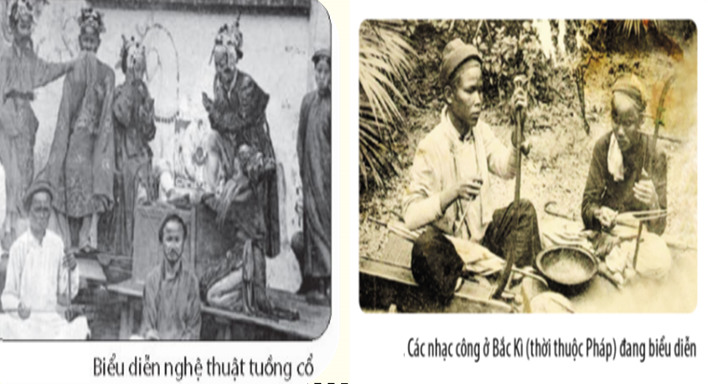 Biểu diễn nghệ thuật tuồng cổ
Các nhạc công ở Bắc Kì (thời thuộc Pháp) đang biểu diễn